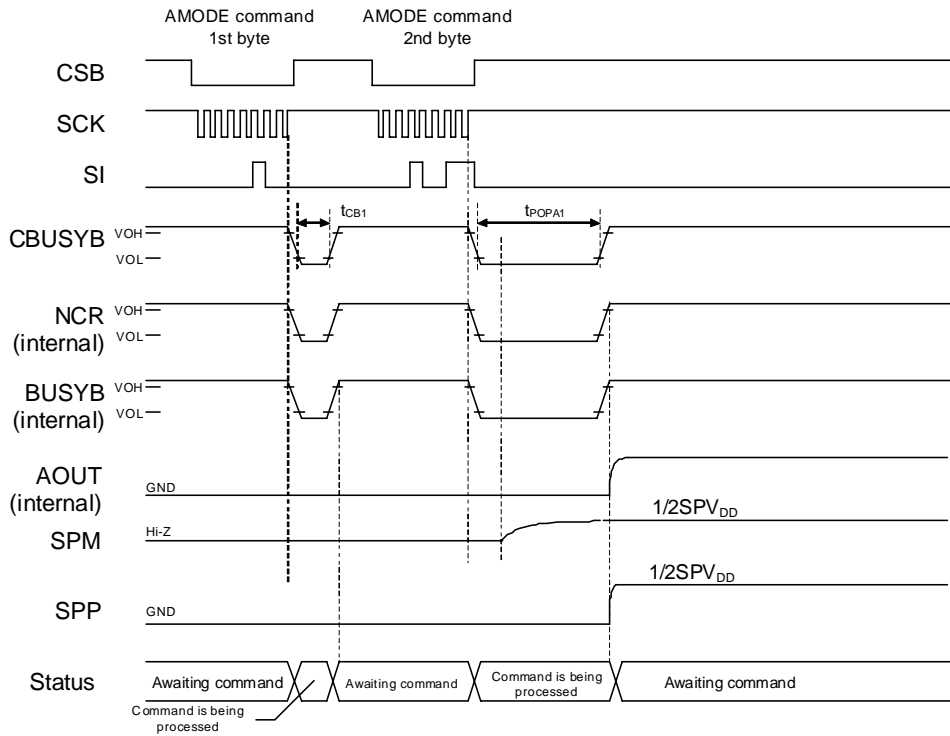 AMODE command
1st byte
AMODE command
2nd byte
CSB
SCK
SI
tCB1
tPOPA1
CBUSYB
VOH
VOL
NCR
(internal)
VOH
VOL
BUSYB
(internal)
VOH
VOL
AOUT
(internal)
GND
SPM
Hi-Z
1/2SPVDD
SPP
GND
1/2SPVDD
Status
Awaiting command
Command is being
processed
Awaiting command
Command is being
processed
Awaiting command